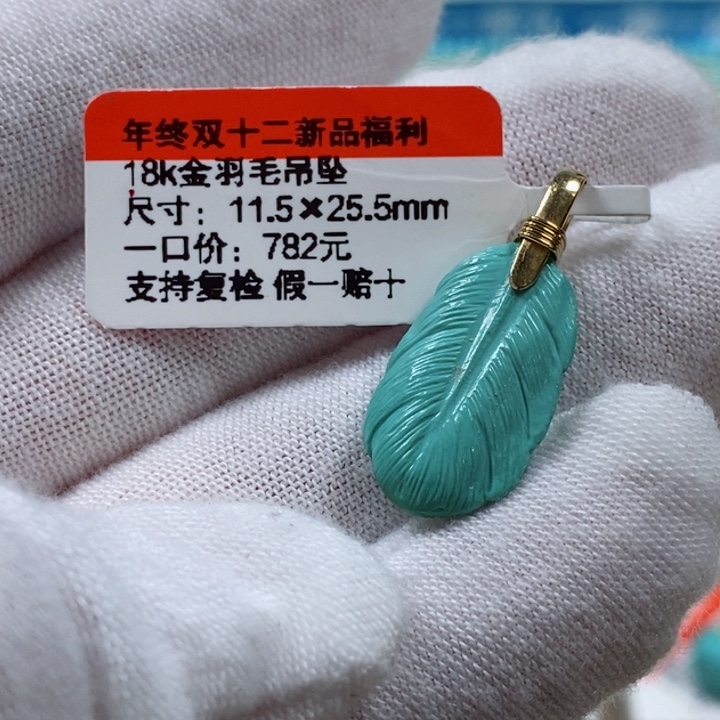 年终双十二新品福利
18k金羽毛吊坠
尺寸：11.5×25.5mm
一口价：782元
支持复检 假一赔十